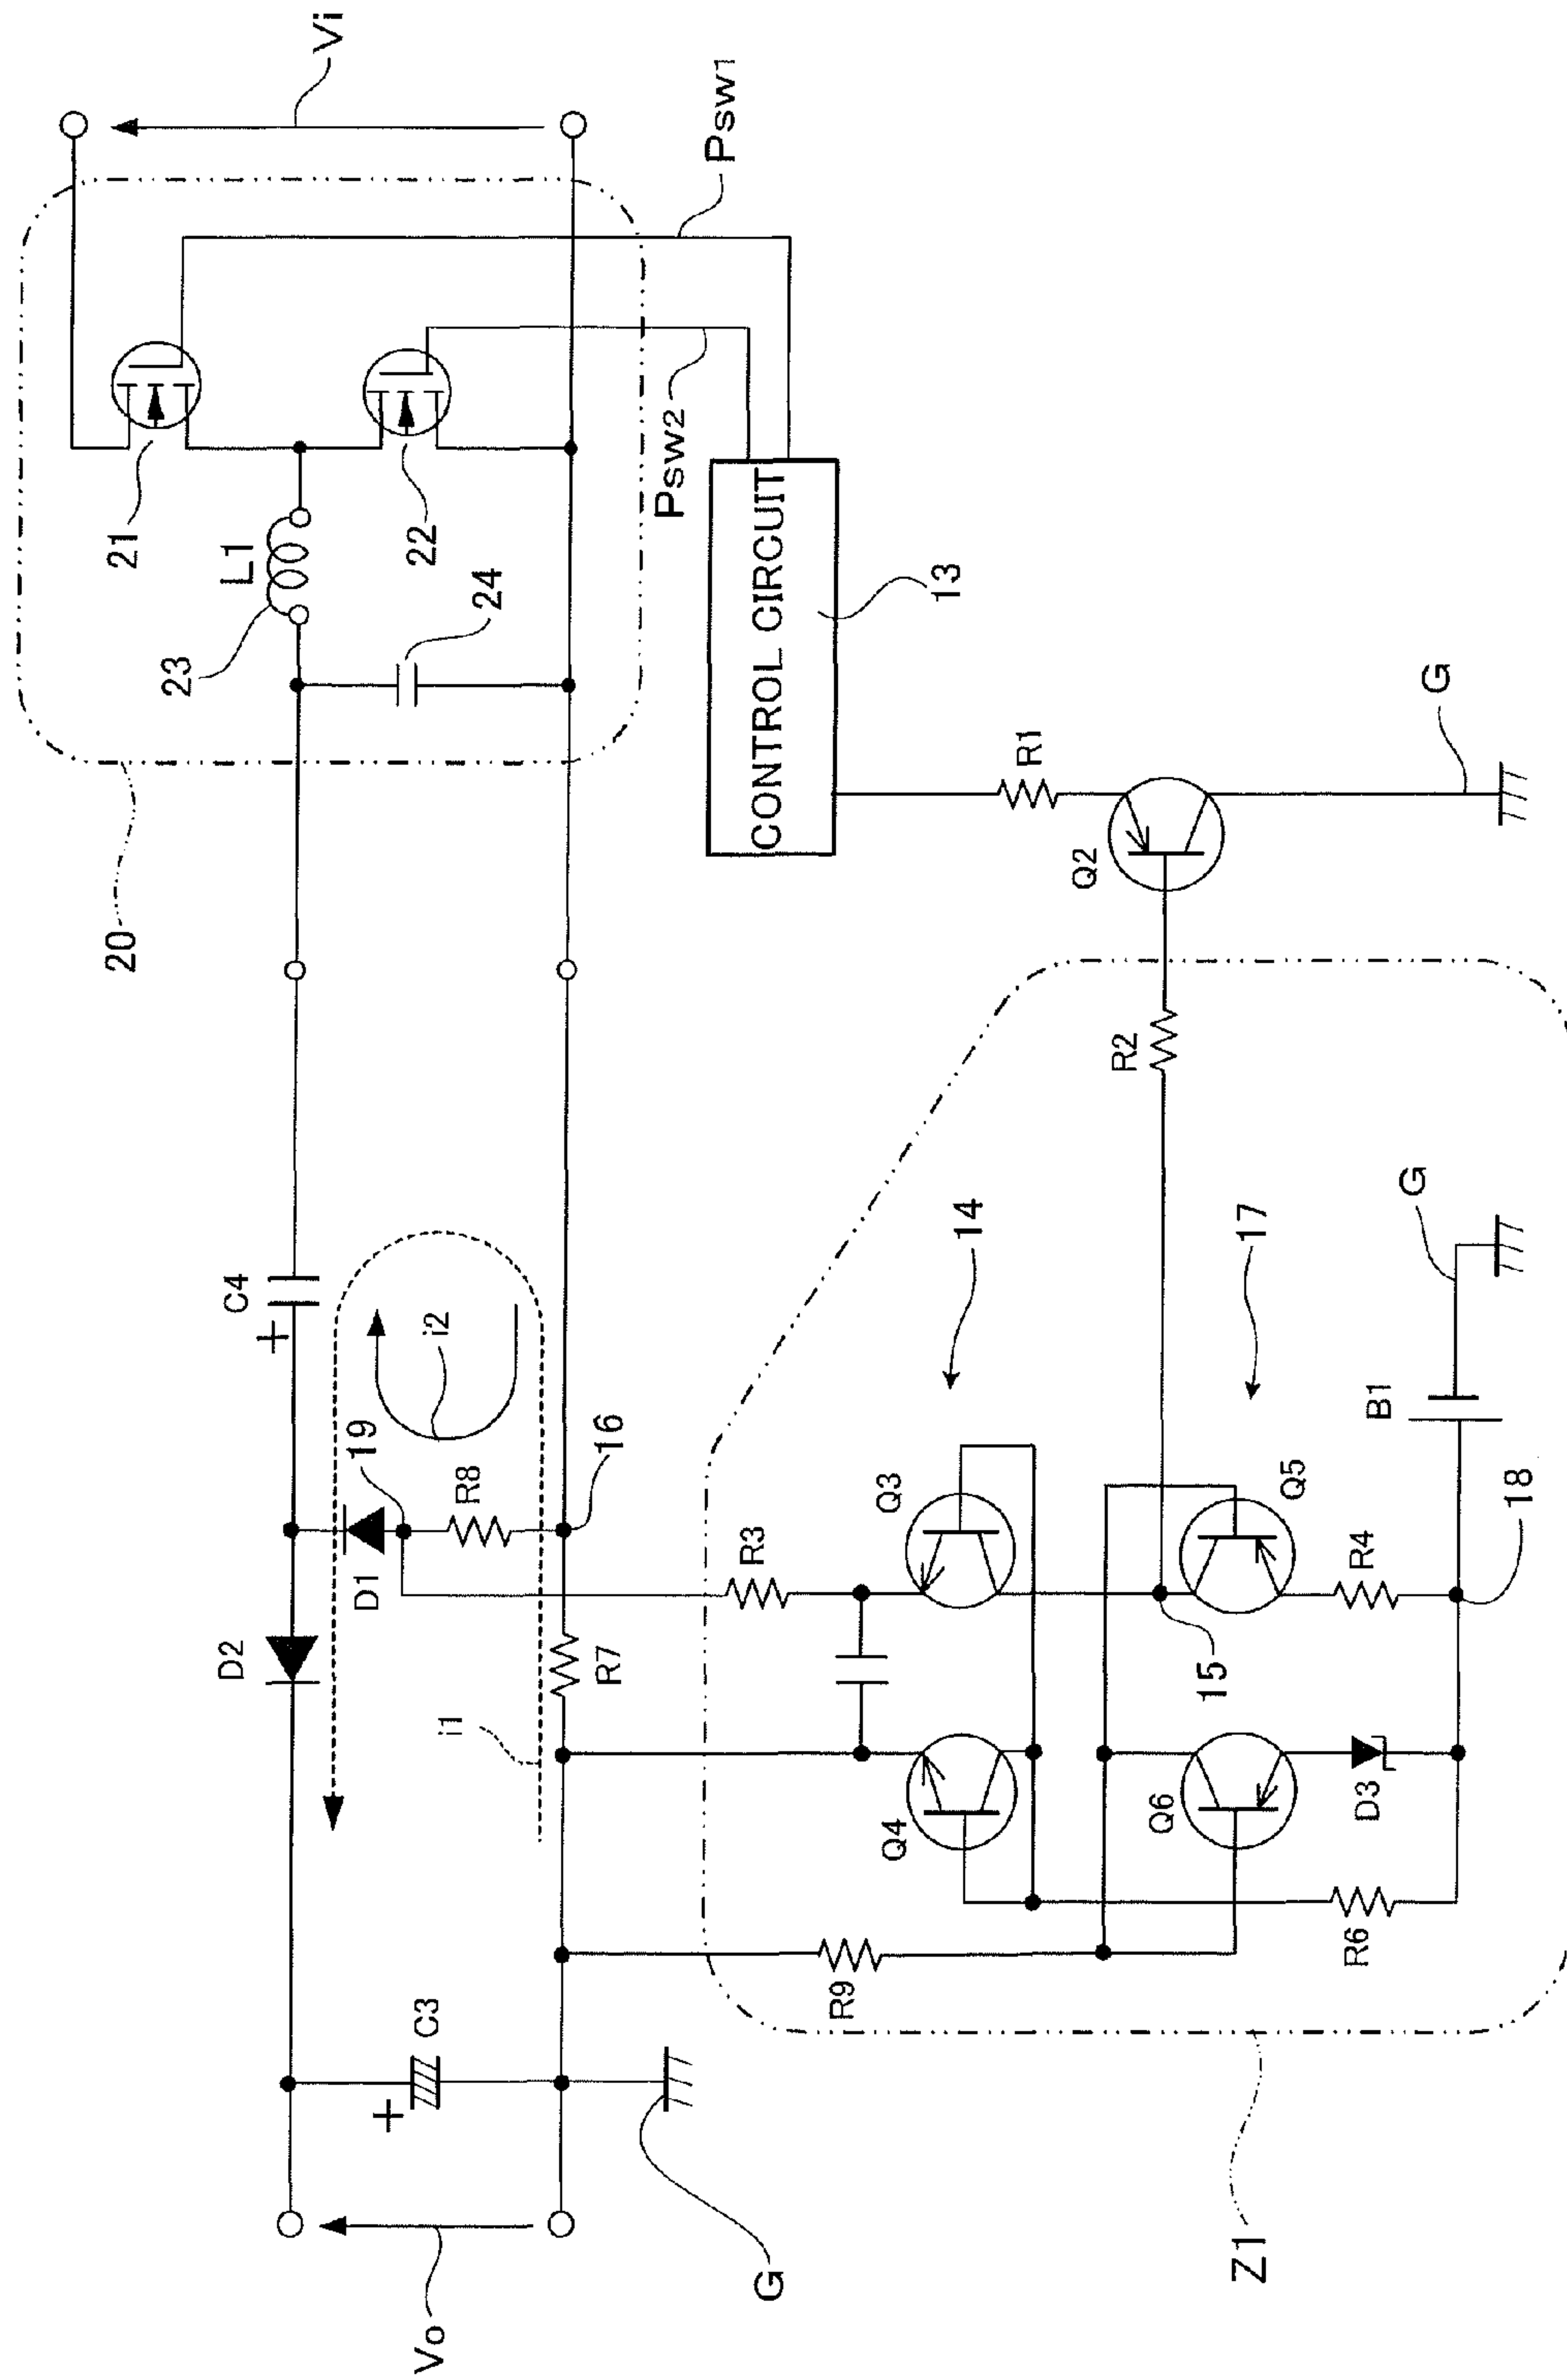 Vi
Psw1
Psw2
21
22
L1
23
24
20
CONTROL CIRCUIT
13
R1
Q2
G
R2
C4
+
i2
19
16
R8
D1
D2
i1
R7
R3
14
17
Q3
Q5
B1
G
18
R4
15
Q4
Q6
D3
R6
R9
C3
+
G
Vo
Z1